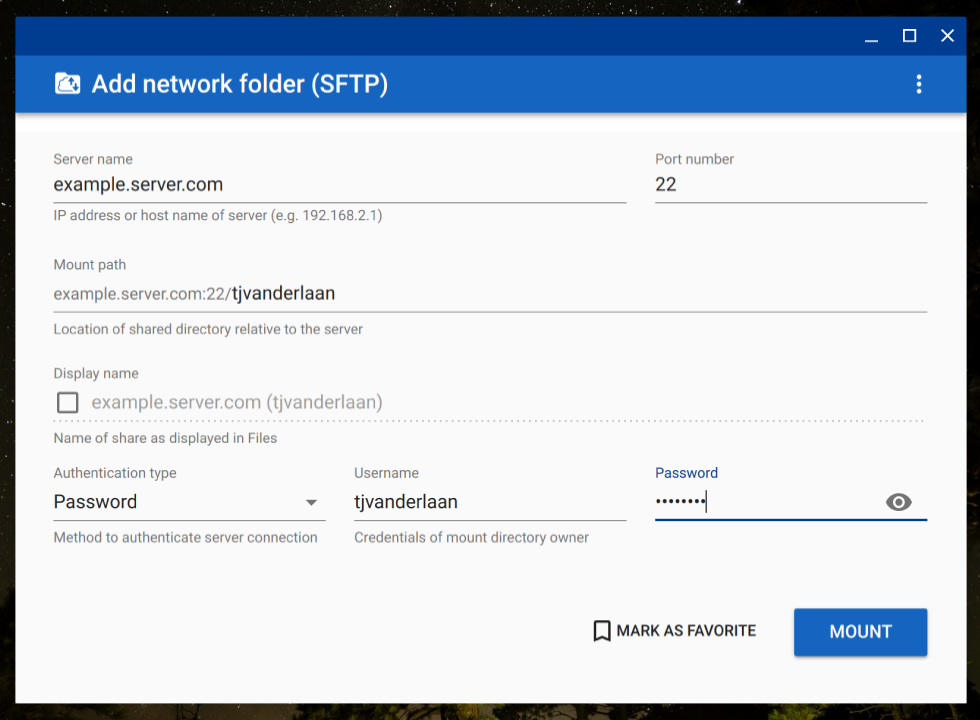 Add network folder (SFTP)
Server name
example.server.com
IP address or host name of server (e.g. 192.168.2.1)
Port number
22
Mount path
example.server.com:22/tjvanderlaan
Location of shared directory relative to the server
Display name
example.server.com (tjvanderlaan)
Name of share as displayed in Files
Authentication type
Password
Method to authenticate server connection
Username
tjvanderlaan
Credentials of mount directory owner
Password
••••••••
MARK AS FAVORITE
MOUNT